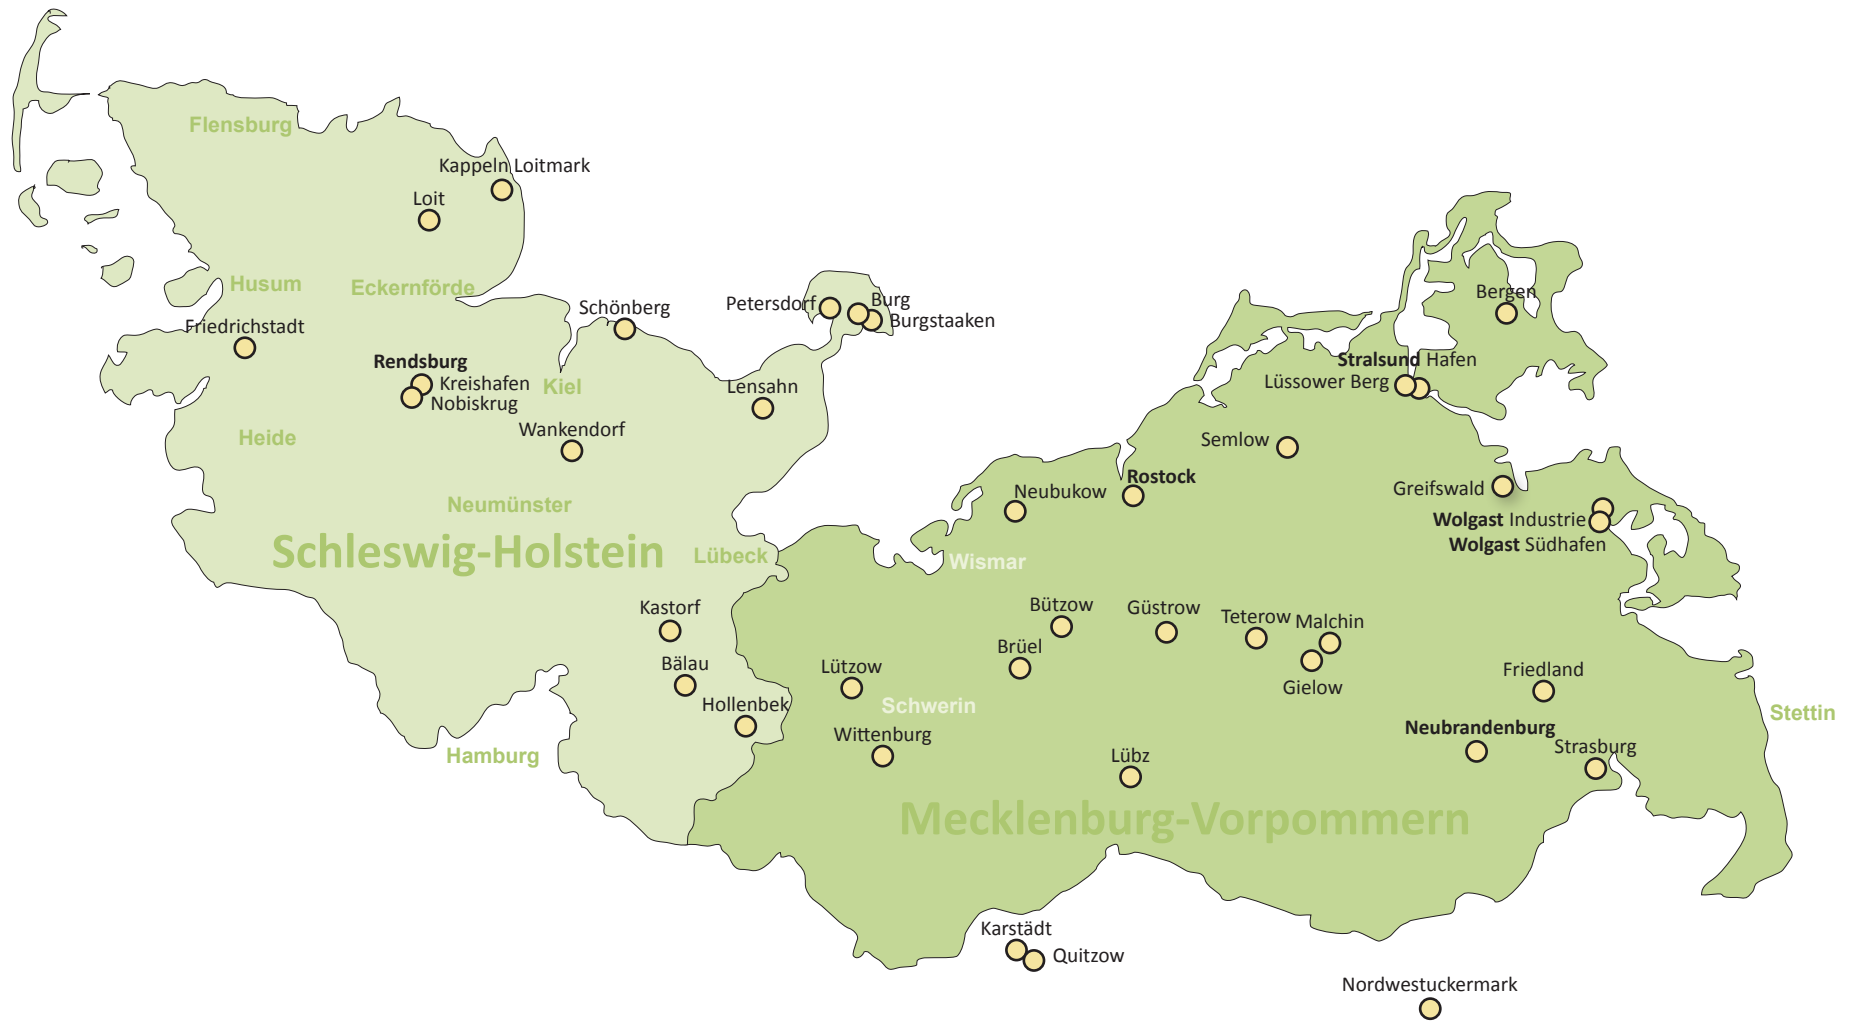 Flensburg
Kappeln Loitmark
Loit
Husum
Eckernförde
Friedrichstadt
Schönberg
Petersdorf
Burg
Burgstaaken
Bergen
Rendsburg
Kreishafen
Nobiskrug
Kiel
Lensahn
Stralsund Hafen
Lüssower Berg
Heide
Wankendorf
Semlow
Neumünster
Neubukow
Rostock
Greifswald
Wolgast Industrie
Wolgast Südhafen
Schleswig-Holstein
Lübeck
Wismar
Kastorf
Bützow
Güstrow
Teterow
Malchin
Brüel
Bälau
Lützow
Gielow
Friedland
Hollenbek
Schwerin
Stettin
Wittenburg
Neubrandenburg
Hamburg
Lübz
Strasburg
Mecklenburg-Vorpommern
Karstädt
Quitzow
Nordwestuckermark